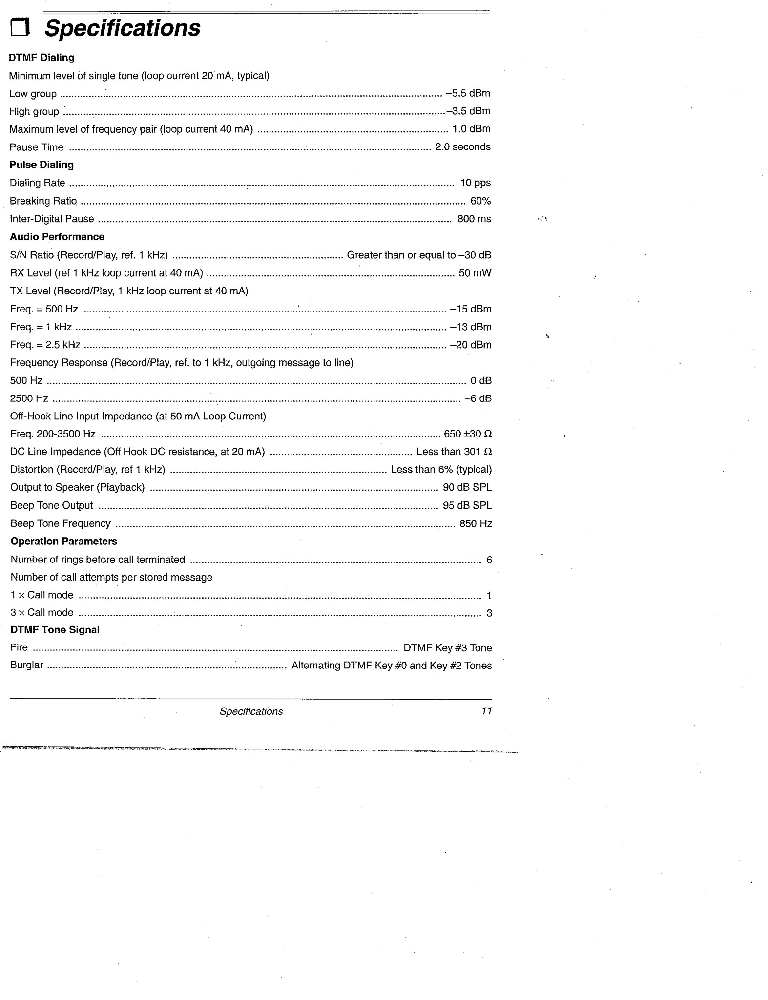 Specifications
DTMF Dialing
Minimum level of single tone (loop current 20 mA, typical)
Low group ........ –5.5 dBm
High group ........ –3.5 dBm
Maximum level of frequency pair (loop current 40 mA) ........ 1.0 dBm
Pause Time ........ 2.0 seconds
Pulse Dialing
Dialing Rate ........ 10 pps
Breaking Ratio ........ 60%
Inter-Digital Pause ........ 800 ms
Audio Performance
S/N Ratio (Record/Play, ref. 1 kHz) ........ Greater than or equal to –30 dB
RX Level (ref 1 kHz loop current at 40 mA) ........ 50 mW
TX Level (Record/Play, 1 kHz loop current at 40 mA)
Freq. = 500 Hz ........ –15 dBm
Freq. = 1 kHz ........ –13 dBm
Freq. = 2.5 kHz ........ –20 dBm
Frequency Response (Record/Play, ref. to 1 kHz, outgoing message to line)
500 Hz ........ 0 dB
2500 Hz ........ –6 dB
Off-Hook Line Input Impedance (at 50 mA Loop Current)
Freq. 200-3500 Hz ........ 650 ±30 Ω
DC Line Impedance (Off Hook DC resistance, at 20 mA) ........ Less than 301 Ω
Distortion (Record/Play, ref 1 kHz) ........ Less than 6% (typical)
Output to Speaker (Playback) ........ 90 dB SPL
Beep Tone Output ........ 95 dB SPL
Beep Tone Frequency ........ 850 Hz
Operation Parameters
Number of rings before call terminated ........ 6
Number of call attempts per stored message
1 × Call mode ........ 1
3 × Call mode ........ 3
DTMF Tone Signal
Fire ........ DTMF Key #3 Tone
Burglar ........ Alternating DTMF Key #0 and Key #2 Tones
Specifications 11